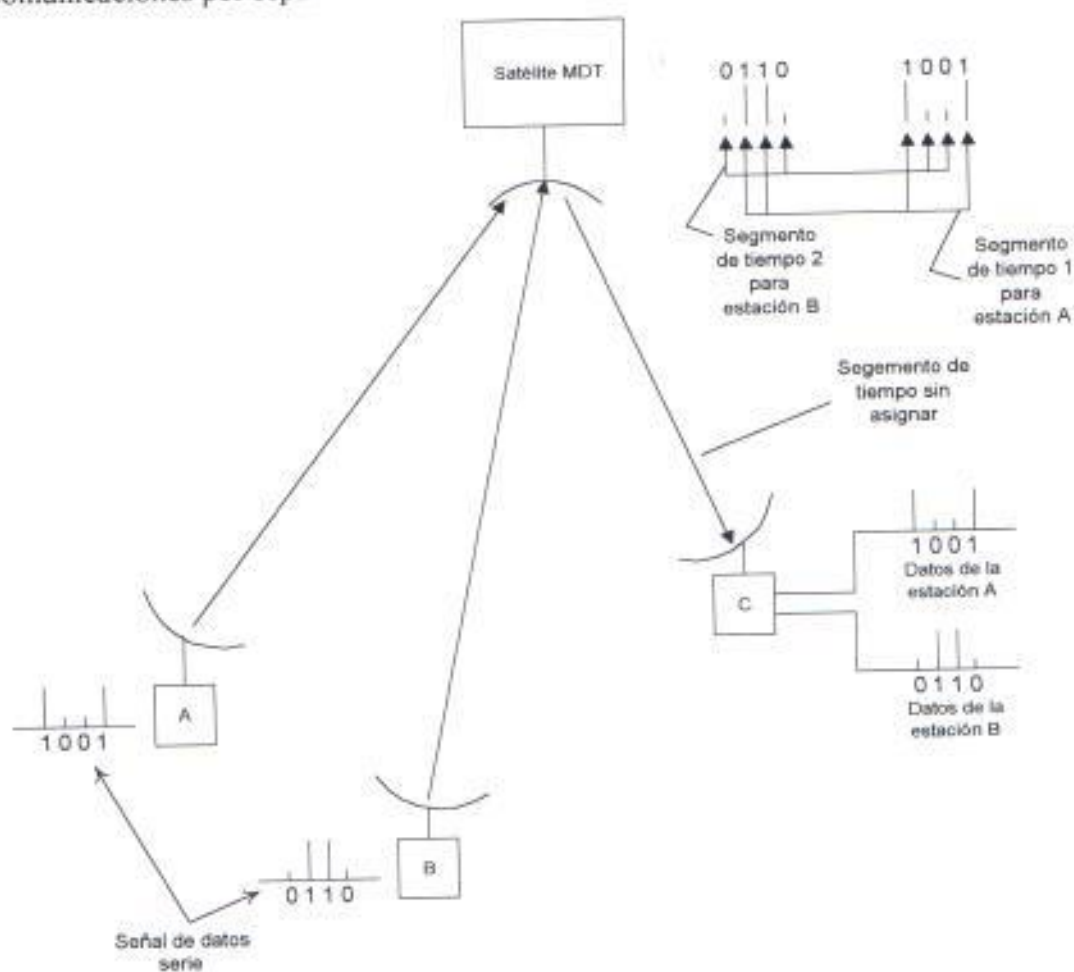 Satélite MDT
0 1 1 0
1 0 0 1
Segmento
de tiempo 2
para
estación B
Segmento
de tiempo 1
para
estación A
Segemento de
tiempo sin
asignar
1 0 0 1
Datos de la
estación A
C
0 1 1 0
Datos de la
estación B
A
1 0 0 1
B
0 1 1 0
Señal de datos
serie